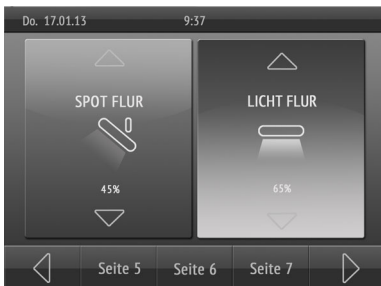 Do. 17.01.13 9:37
SPOT FLUR
LICHT FLUR
45%
65%
Seite 5 Seite 6 Seite 7